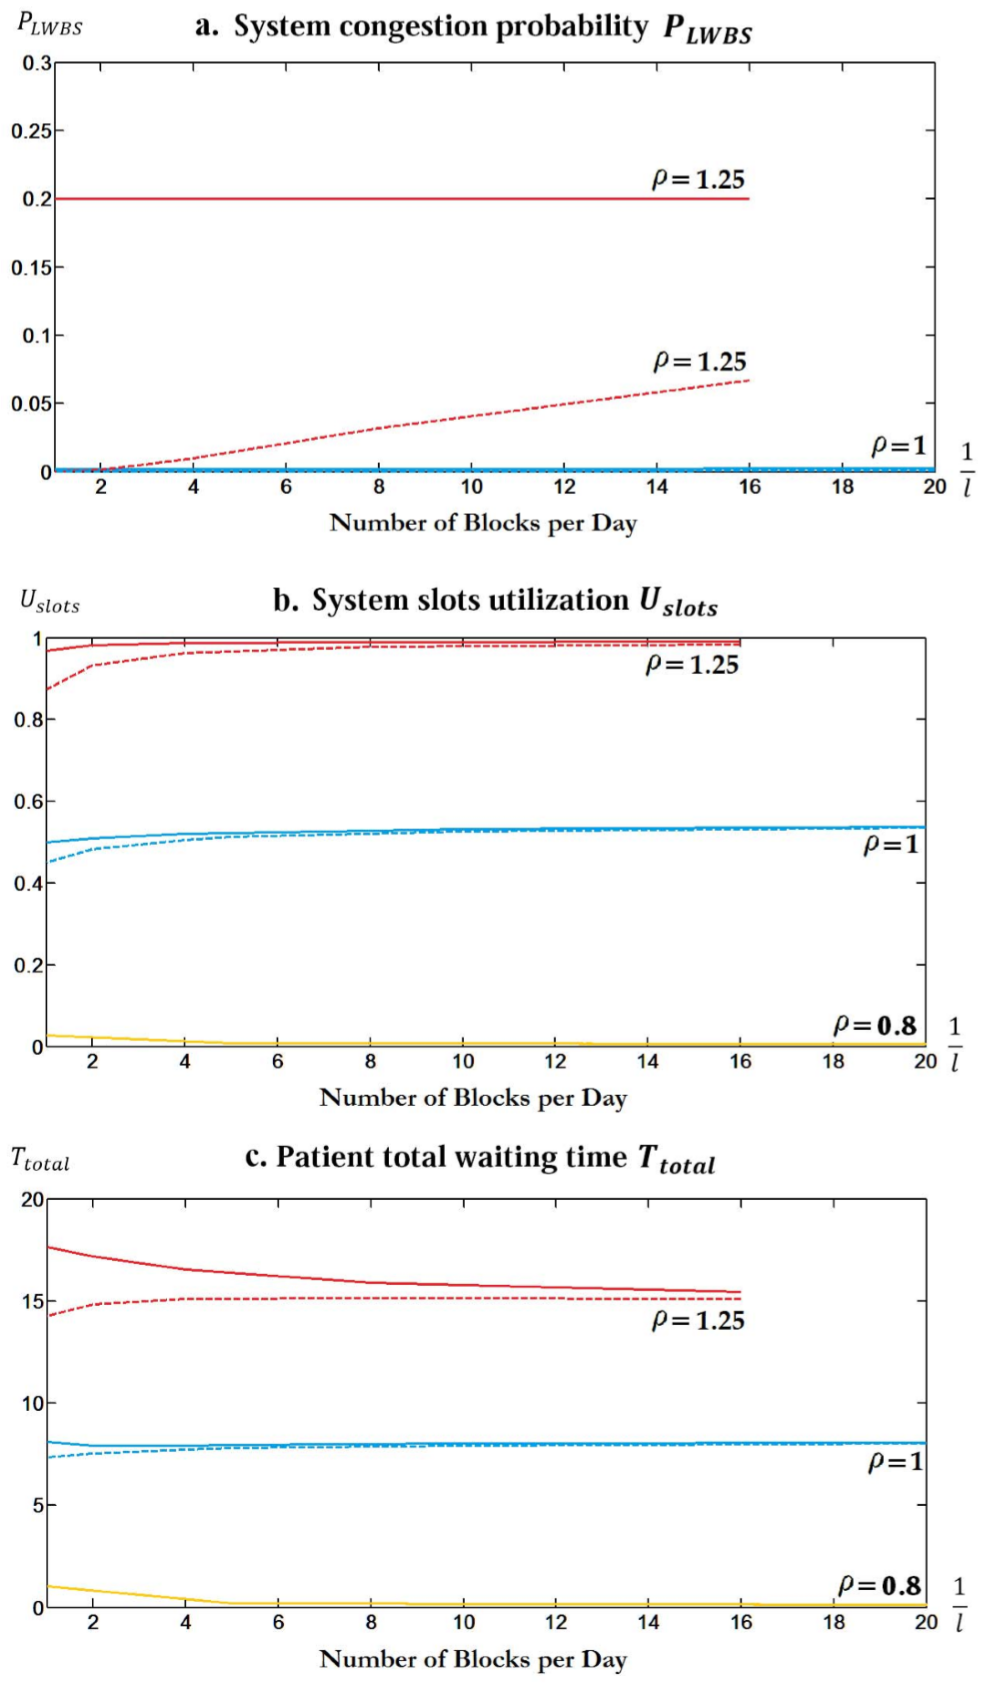 P_LWBS
a. System congestion probability P_LWBS
0.3
0.25
0.2
0.15
0.1
0.05
0
ρ = 1.25
ρ = 1.25
ρ=1
2 4 6 8 10 12 14 16 18 20
1/l
Number of Blocks per Day
U_slots
b. System slots utilization U_slots
1
0.8
0.6
0.4
0.2
0
ρ = 1.25
ρ=1
ρ = 0.8
2 4 6 8 10 12 14 16 18 20
1/l
Number of Blocks per Day
T_total
c. Patient total waiting time T_total
20
15
10
5
0
ρ = 1.25
ρ=1
ρ = 0.8
2 4 6 8 10 12 14 16 18 20
1/l
Number of Blocks per Day